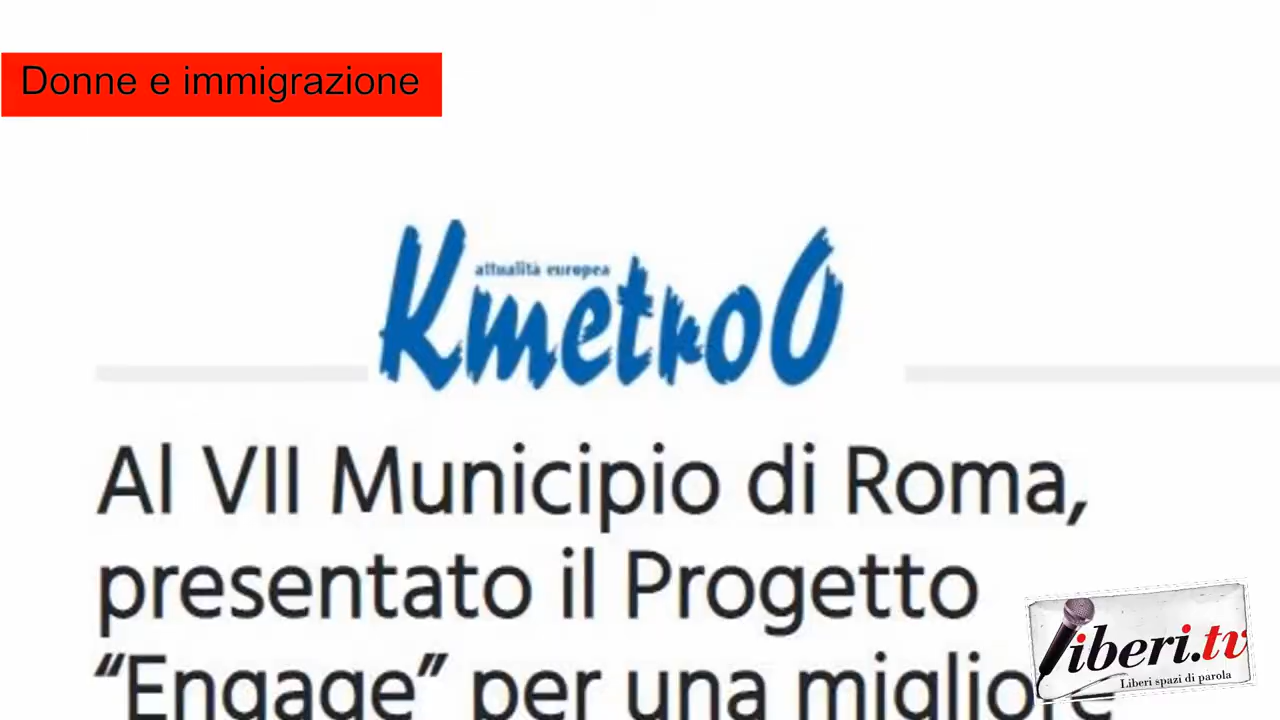 Donne e immigrazione
attualità europea
Kmetro0
Al VII Municipio di Roma,
presentato il Progetto
“Engage” per una migliore
liberi.tv
Liberi spazi di parola